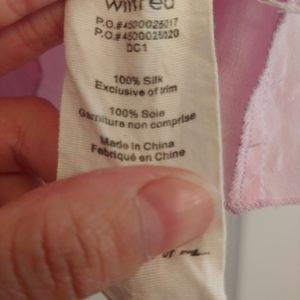 wilfred
P.O.#4500025017
P.O.#4500025020
DC1
100% Silk
Exclusive of trim
100% Soie
Garniture non comprise
Made in China
Fabriqué en Chine